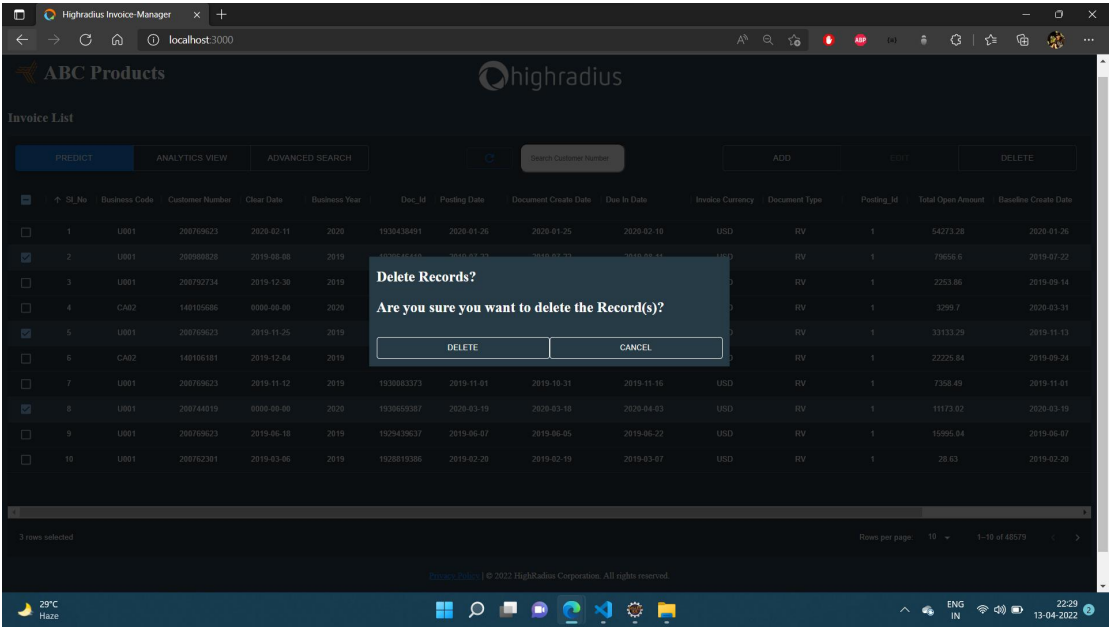 Highradius Invoice-Manager
localhost:3000
ABP
ABC Products
highradius
Invoice List
PREDICT ANALYTICS VIEW ADVANCED SEARCH Search Customer Number ADD EDIT DELETE
Sl_No Business Code Customer Number Clear Date Business Year Doc_Id Posting Date Document Create Date Due In Date Invoice Currency Document Type Posting_Id Total Open Amount Baseline Create Date
1 U001 200769623 2020-02-11 2020 1930438491 2020-01-26 2020-01-25 2020-02-10 USD RV 1 54273.28 2020-01-26
2 U001 200980828 2019-08-08 2019 RV 1 79656.6 2019-07-22
3 U001 200792734 2019-12-30 2019 RV 1 2253.86 2019-09-14
4 CA02 140105686 0000-00-00 2020 RV 1 3299.7 2020-03-31
5 U001 200769623 2019-11-25 2019 RV 1 33133.29 2019-11-13
6 CA02 140106181 2019-12-04 2019 RV 1 22225.84 2019-09-24
7 U001 200769623 2019-11-12 2019 1930083373 2019-11-01 2019-10-31 2019-11-16 USD RV 1 7358.49 2019-11-01
8 U001 200744019 0000-00-00 2020 1930659387 2020-03-19 2020-03-18 2020-04-03 USD RV 1 11173.02 2020-03-19
9 U001 200769623 2019-06-18 2019 1929439637 2019-06-07 2019-06-05 2019-06-22 USD RV 1 15995.04 2019-06-07
10 U001 200762301 2019-03-06 2019 1928819386 2019-02-20 2019-02-19 2019-03-07 USD RV 1 28.63 2019-02-20
Delete Records?
Are you sure you want to delete the Record(s)?
DELETE CANCEL
3 rows selected Rows per page: 10 1–10 of 48579
Privacy Policy | © 2022 HighRadius Corporation. All rights reserved.
29°C
Haze
ENG
IN
22:29
13-04-2022
2